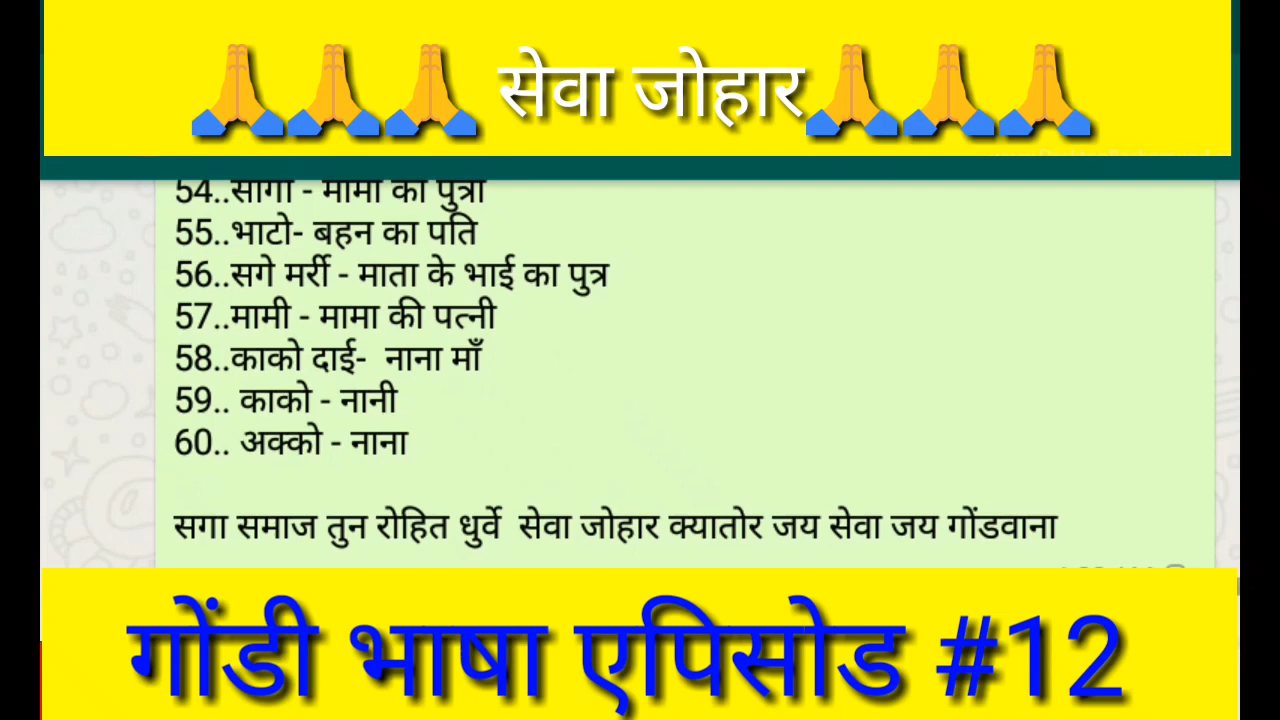 🙏🙏🙏 सेवा जोहार🙏🙏🙏
54..सागी - मामा की पुत्री
55..भाटो- बहन का पति
56..सगे मर्री - माता के भाई का पुत्र
57..मामी - मामा की पत्नी
58..काको दाई-  नाना माँ
59.. काको - नानी
60.. अक्को - नाना
सगा समाज तुन रोहित धुर्वे  सेवा जोहार क्यातोर जय सेवा जय गोंडवाना
गोंडी भाषा एपिसोड #12